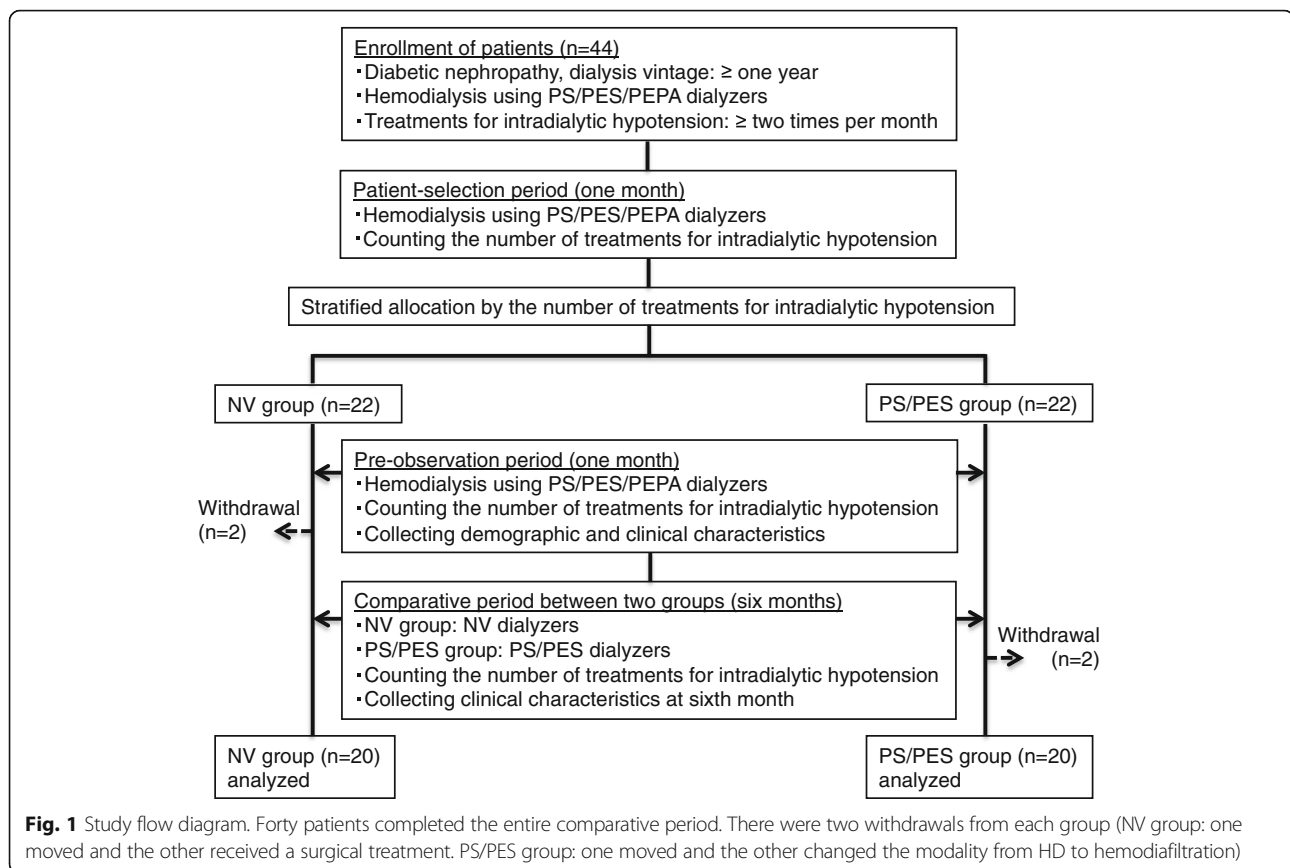 Enrollment of patients (n=44)
・Diabetic nephropathy, dialysis vintage: ≥ one year
・Hemodialysis using PS/PES/PEPA dialyzers
・Treatments for intradialytic hypotension: ≥ two times per month
Patient-selection period (one month)
・Hemodialysis using PS/PES/PEPA dialyzers
・Counting the number of treatments for intradialytic hypotension
Stratified allocation by the number of treatments for intradialytic hypotension
NV group (n=22)
PS/PES group (n=22)
Pre-observation period (one month)
・Hemodialysis using PS/PES/PEPA dialyzers
・Counting the number of treatments for intradialytic hypotension
・Collecting demographic and clinical characteristics
Withdrawal
(n=2)
Comparative period between two groups (six months)
・NV group: NV dialyzers
・PS/PES group: PS/PES dialyzers
・Counting the number of treatments for intradialytic hypotension
・Collecting clinical characteristics at sixth month
Withdrawal
(n=2)
NV group (n=20)
analyzed
PS/PES group (n=20)
analyzed
Fig. 1 Study flow diagram. Forty patients completed the entire comparative period. There were two withdrawals from each group (NV group: one
moved and the other received a surgical treatment. PS/PES group: one moved and the other changed the modality from HD to hemodiafiltration)